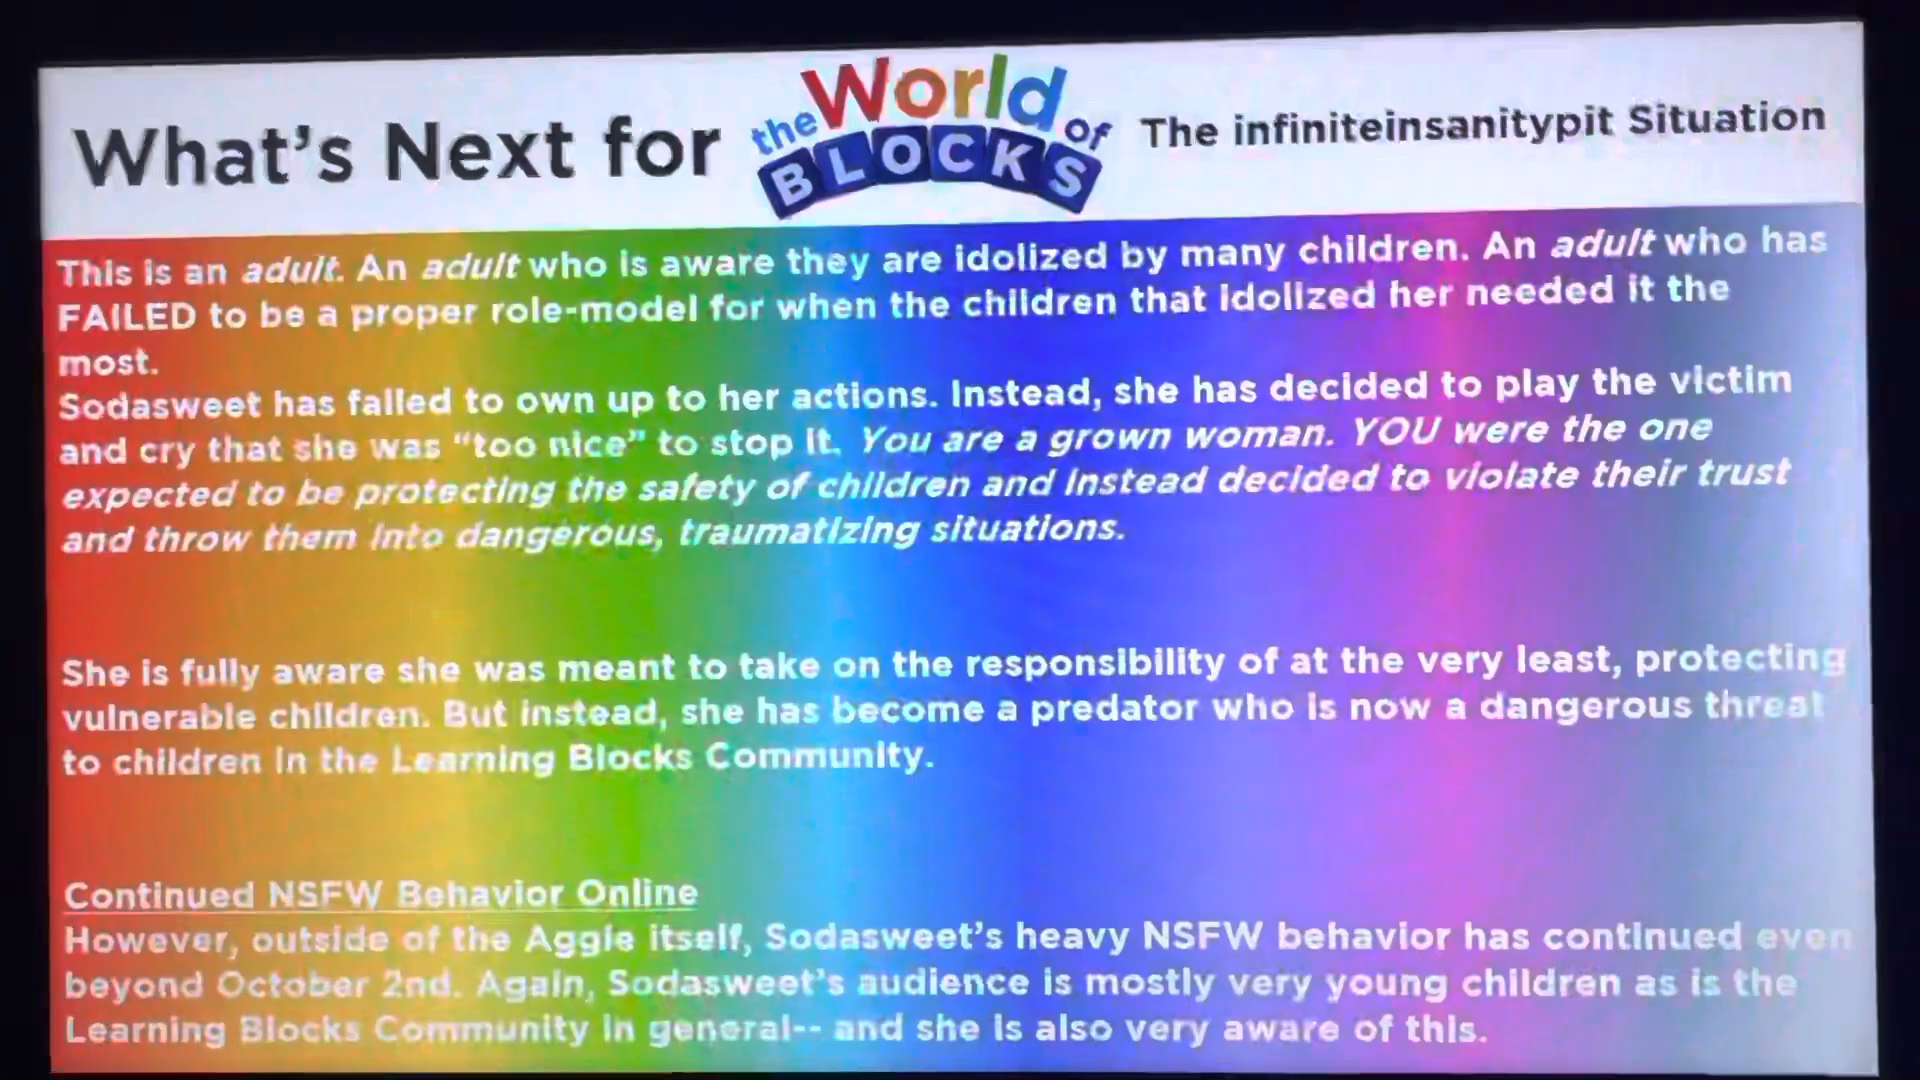 What's Next for the World of BLOCKS The infiniteinsanitypit Situation
This is an adult. An adult who is aware they are idolized by many children. An adult who has
FAILED to be a proper role-model for when the children that idolized her needed it the
most.
Sodasweet has failed to own up to her actions. Instead, she has decided to play the victim
and cry that she was "too nice" to stop it. You are a grown woman. YOU were the one
expected to be protecting the safety of children and instead decided to violate their trust
and throw them into dangerous, traumatizing situations.
She is fully aware she was meant to take on the responsibility of at the very least, protecting
vulnerable children. But instead, she has become a predator who is now a dangerous threat
to children in the Learning Blocks Community.
Continued NSFW Behavior Online
However, outside of the Aggie itself, Sodasweet's heavy NSFW behavior has continued even
beyond October 2nd. Again, Sodasweet's audience is mostly very young children as is the
Learning Blocks Community in general-- and she is also very aware of this.